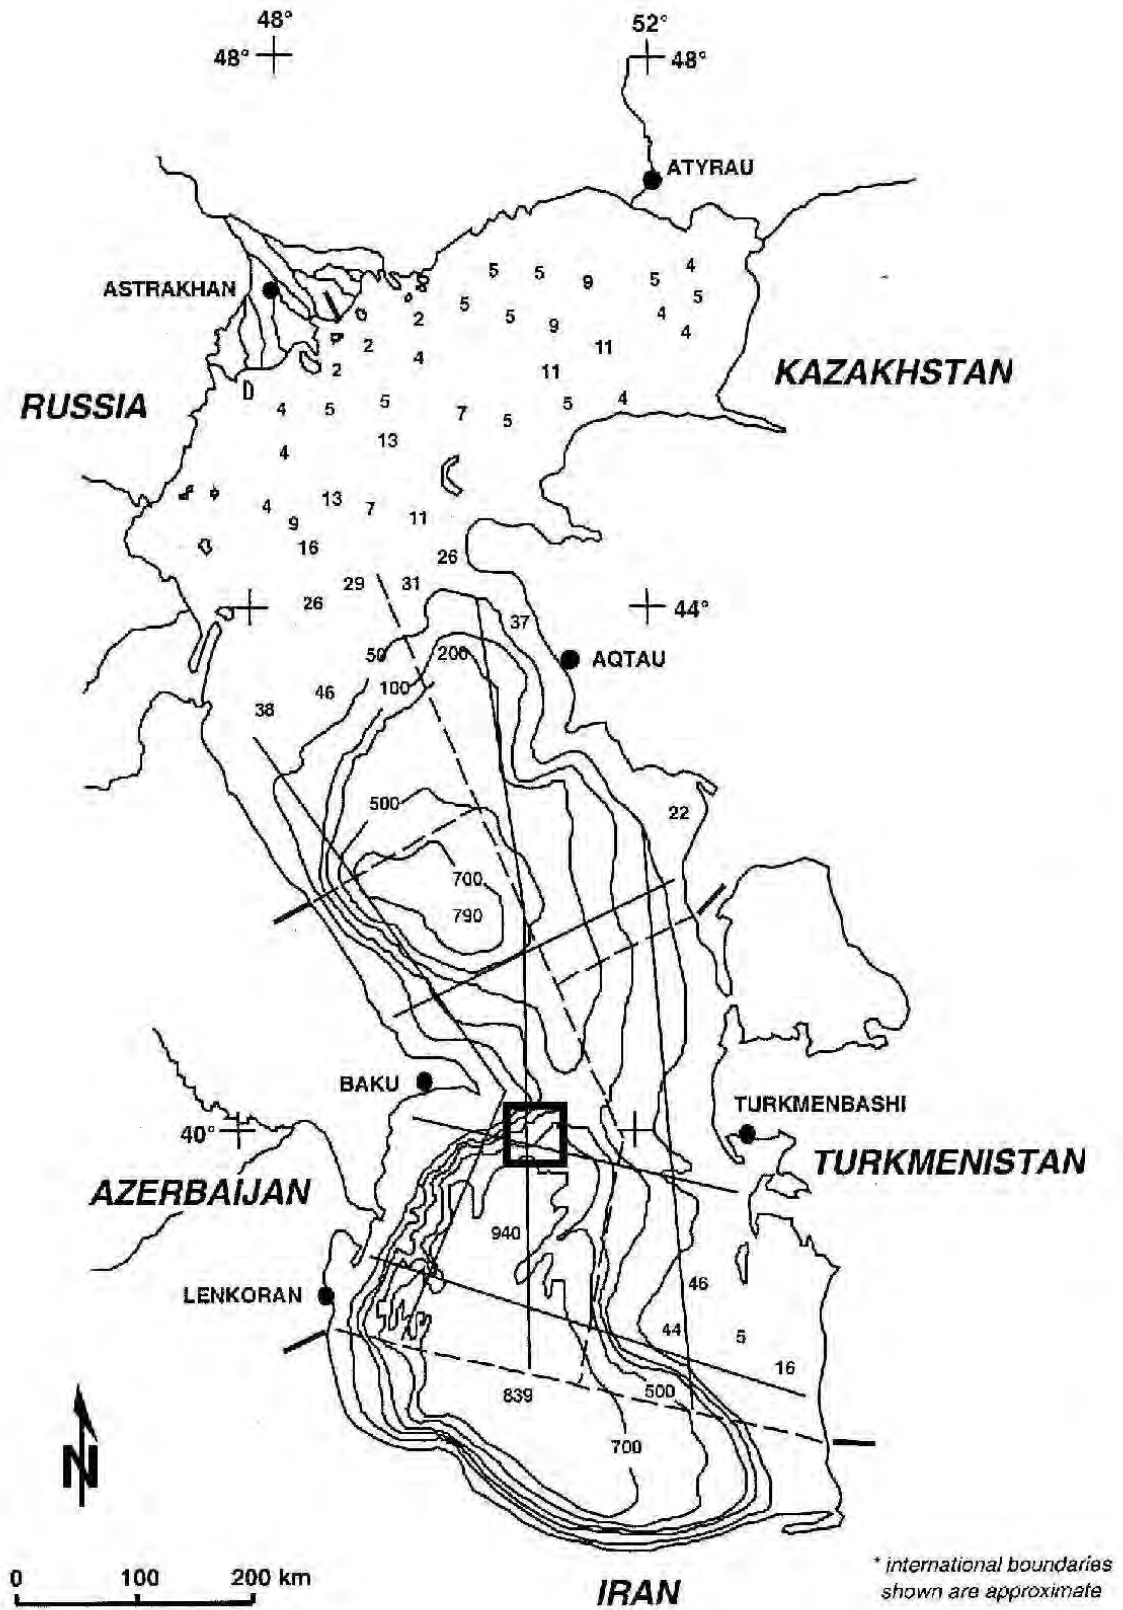 48° 52°
48° 48°
ATYRAU
ASTRAKHAN
5 5 9 5 4
5
2 5 5 9 4
2 4 11 4
2 11
KAZAKHSTAN
RUSSIA
4 5 5 7 5 5 4
4 13
4 13 7 11
9
16 26
29 31
26 44°
37
50 200 AQTAU
46 100
38
500 22
700
790
BAKU
TURKMENBASHI
40°
TURKMENISTAN
AZERBAIJAN
940
LENKORAN 46
44 5
16
839 500
700
N
0 100 200 km
IRAN
* international boundaries
shown are approximate